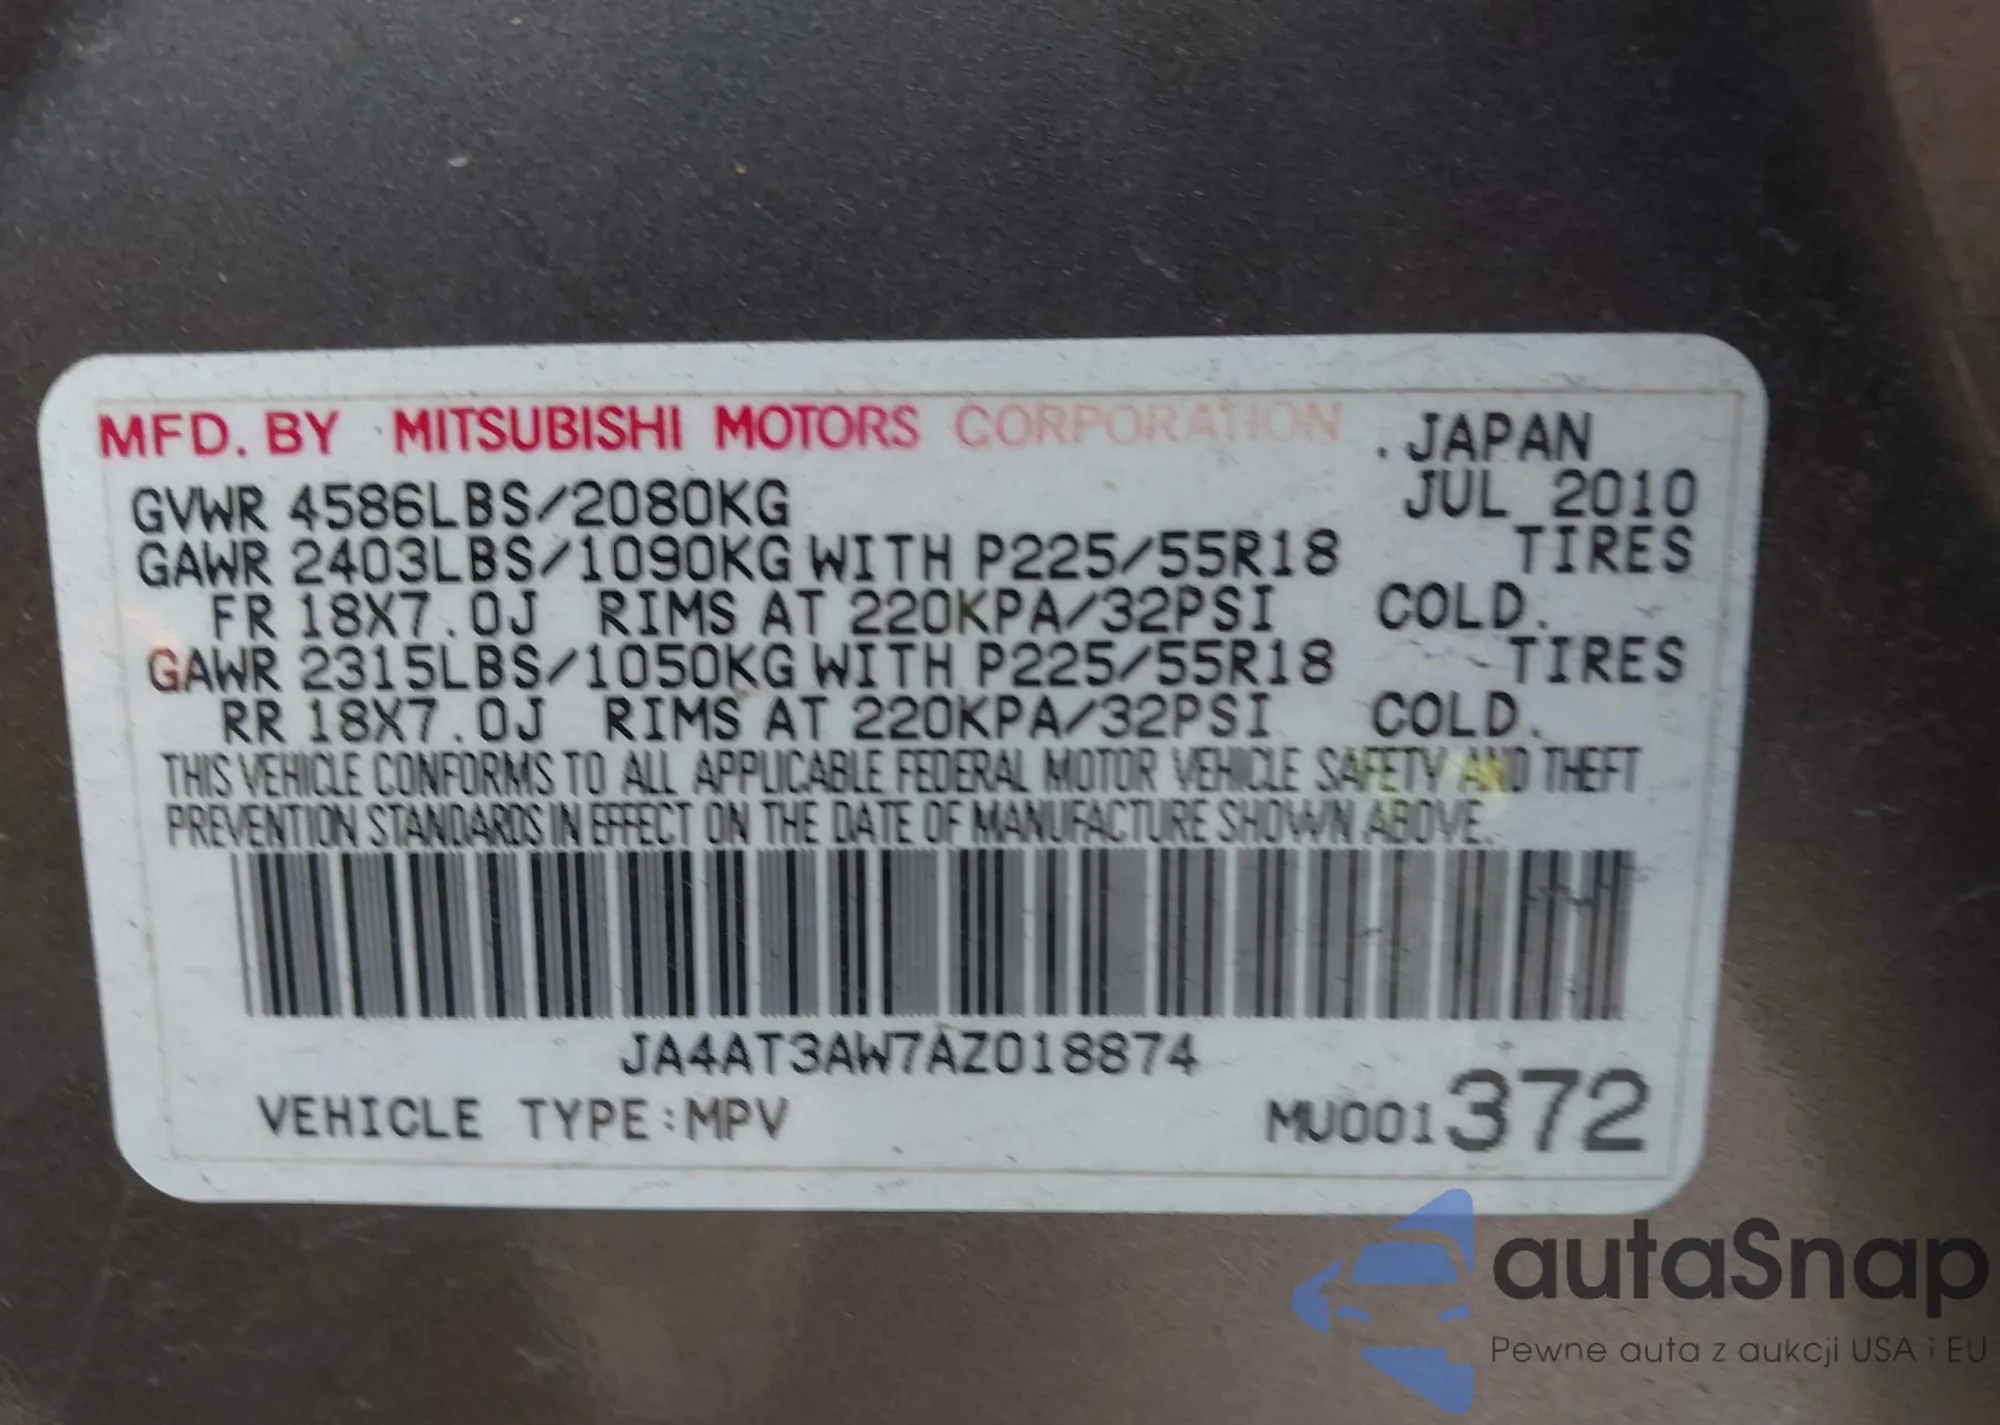 MFD. BY MITSUBISHI MOTORS CORPORATION . JAPAN
GVWR 4586LBS/2080KG JUL 2010
GAWR 2403LBS/1090KG WITH P225/55R18 TIRES
FR 18X7.0J RIMS AT 220KPA/32PSI COLD.
GAWR 2315LBS/1050KG WITH P225/55R18 TIRES
RR 18X7.0J RIMS AT 220KPA/32PSI COLD.
THIS VEHICLE CONFORMS TO ALL APPLICABLE FEDERAL MOTOR VEHICLE SAFETY AND THEFT
PREVENTION STANDARDS IN EFFECT ON THE DATE OF MANUFACTURE SHOWN ABOVE.
JA4AT3AW7AZ018874
VEHICLE TYPE:MPV MU001372
autaSnap
Pewne auta z aukcji USA i EU